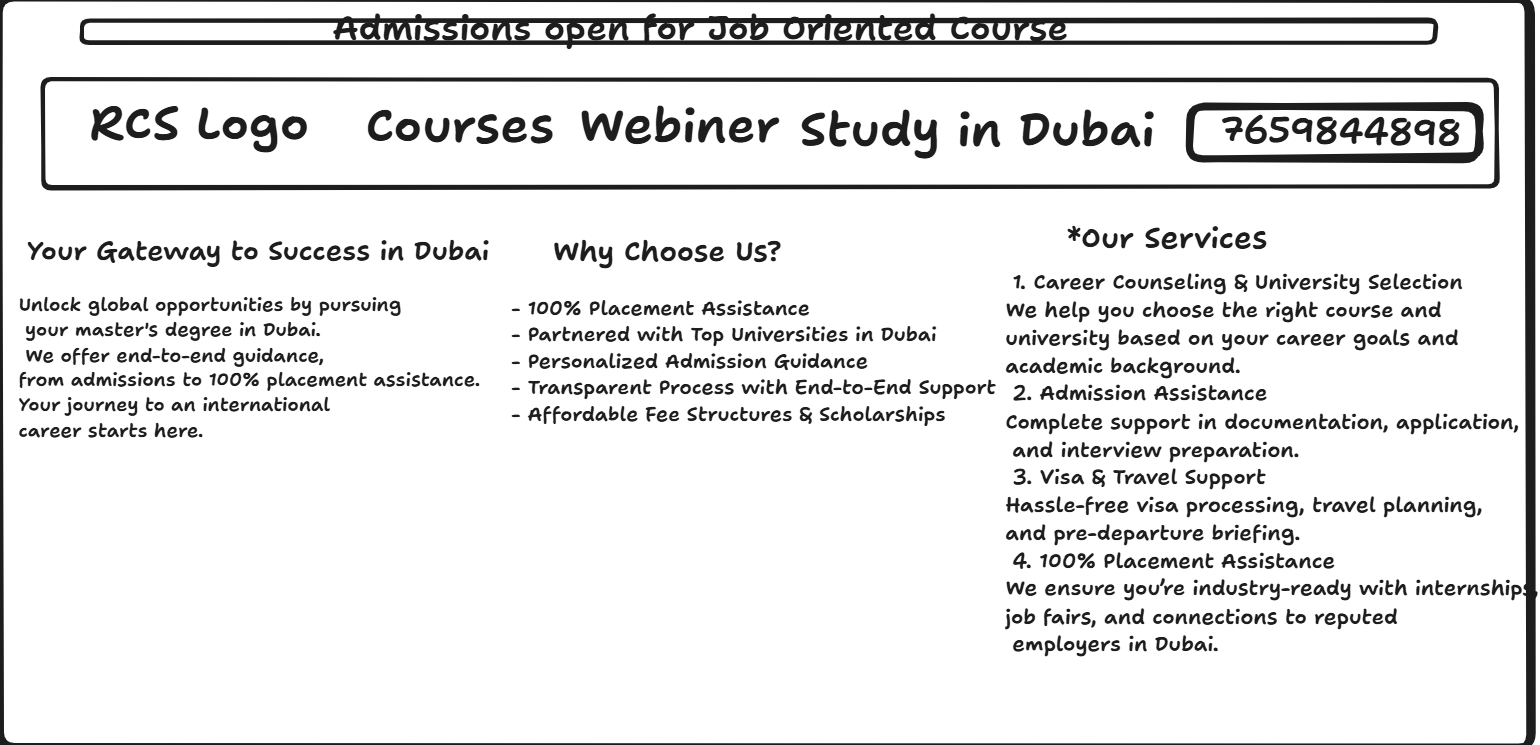 Admissions open for Job Oriented Course
RCS Logo Courses Webiner Study in Dubai 7659844898
Your Gateway to Success in Dubai
Unlock global opportunities by pursuing
your master's degree in Dubai.
We offer end-to-end guidance,
from admissions to 100% placement assistance.
Your journey to an international
career starts here.
Why Choose Us?
- 100% Placement Assistance
- Partnered with Top Universities in Dubai
- Personalized Admission Guidance
- Transparent Process with End-to-End Support
- Affordable Fee Structures & Scholarships
*Our Services
1. Career Counseling & University Selection
We help you choose the right course and
university based on your career goals and
academic background.
2. Admission Assistance
Complete support in documentation, application,
and interview preparation.
3. Visa & Travel Support
Hassle-free visa processing, travel planning,
and pre-departure briefing.
4. 100% Placement Assistance
We ensure you’re industry-ready with internships,
job fairs, and connections to reputed
employers in Dubai.